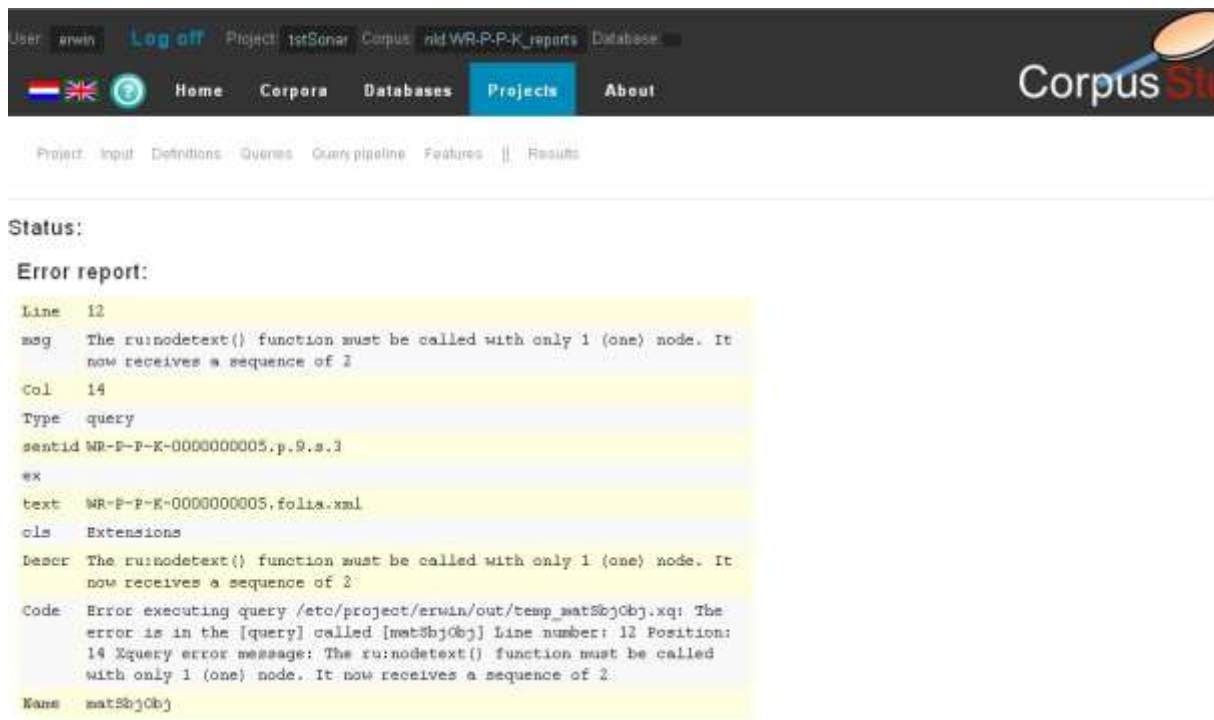 User: erwin Log off Project: 1stSonar Corpus: nld WR-P-P-K_reports Database:
Corpus Stu
Home Corpora Databases Projects About
Project Input Definitions Queries Query pipeline Features || Results
Status:
Error report:
Line 12
msg The ru:nodetext() function must be called with only 1 (one) node. It
now receives a sequence of 2
Col 14
Type query
sentid WR-P-P-K-0000000005.p.9.s.3
ex
text WR-P-P-K-0000000005.folia.xml
cls Extensions
Descr The ru:nodetext() function must be called with only 1 (one) node. It
now receives a sequence of 2
Code Error executing query /etc/project/erwin/out/temp_matSbjObj.xq: The
error is in the [query] called [matSbjObj] Line number: 12 Position:
14 Xquery error message: The ru:nodetext() function must be called
with only 1 (one) node. It now receives a sequence of 2
Name matSbjObj